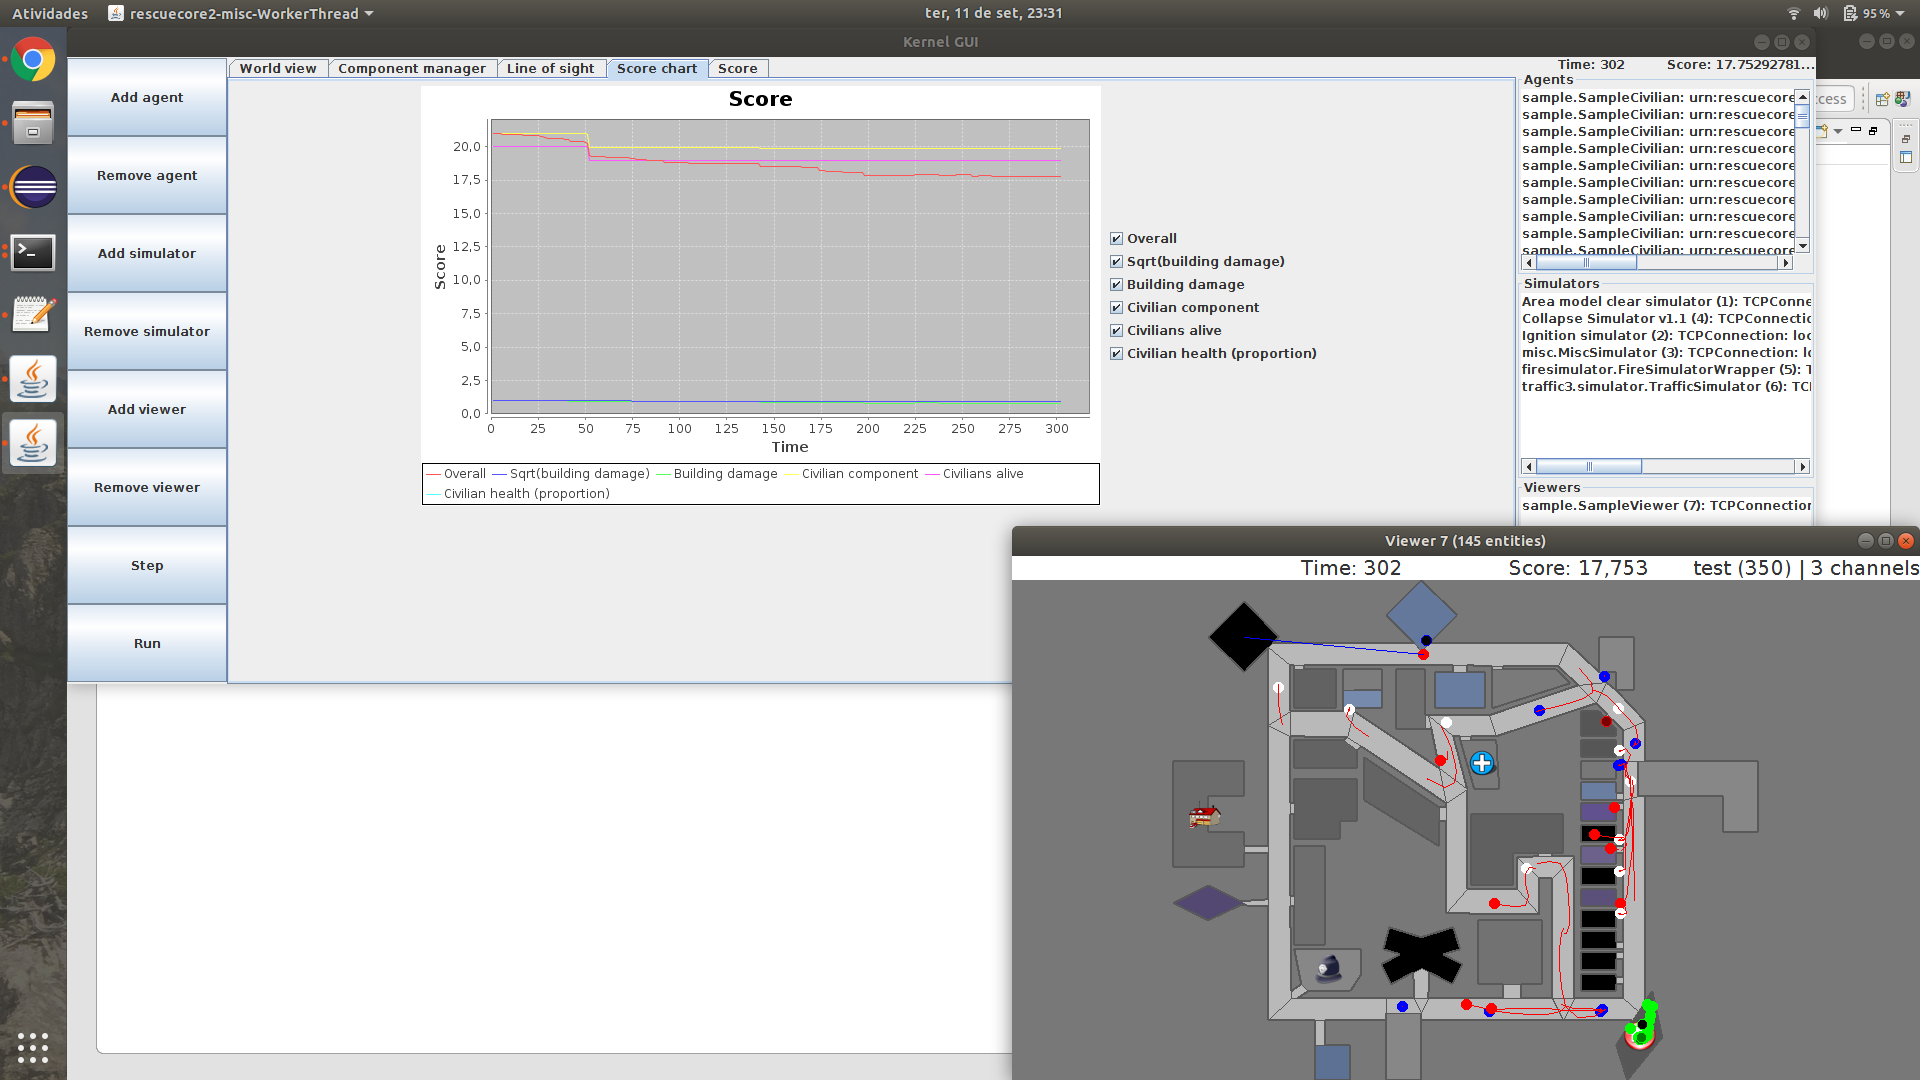 Atividades
rescuecore2-misc-WorkerThread
ter, 11 de set, 23:31
95 %
Kernel GUI
Add agent
Remove agent
Add simulator
Remove simulator
Add viewer
Remove viewer
Step
Run
World view
Component manager
Line of sight
Score chart
Score
Time: 302
Score: 17.75292781...
Score
Score
20,0
17,5
15,0
12,5
10,0
7,5
5,0
2,5
0,0
0 25 50 75 100 125 150 175 200 225 250 275 300
Time
Overall Sqrt(building damage) Building damage Civilian component Civilians alive
Civilian health (proportion)
Overall
Sqrt(building damage)
Building damage
Civilian component
Civilians alive
Civilian health (proportion)
Agents
sample.SampleCivilian: urn:rescuecore
sample.SampleCivilian: urn:rescuecore
sample.SampleCivilian: urn:rescuecore
sample.SampleCivilian: urn:rescuecore
sample.SampleCivilian: urn:rescuecore
sample.SampleCivilian: urn:rescuecore
sample.SampleCivilian: urn:rescuecore
sample.SampleCivilian: urn:rescuecore
sample.SampleCivilian: urn:rescuecore
sample.SampleCivilian: urn:rescuecore
Simulators
Area model clear simulator (1): TCPConne
Collapse Simulator v1.1 (4): TCPConnectio
Ignition simulator (2): TCPConnection: loc
misc.MiscSimulator (3): TCPConnection: l
firesimulator.FireSimulatorWrapper (5): T
traffic3.simulator.TrafficSimulator (6): TC
Viewers
sample.SampleViewer (7): TCPConnection
cess
Viewer 7 (145 entities)
Time: 302
Score: 17,753
test (350) | 3 channels